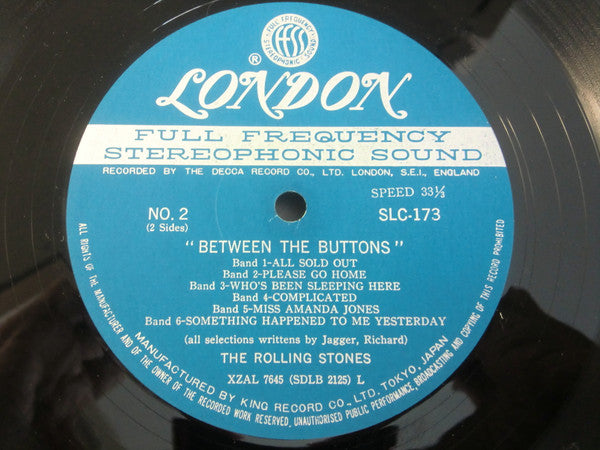 FULL FREQUENCY
STEREOPHONIC SOUND
ffss
®
LONDON
FULL FREQUENCY
STEREOPHONIC SOUND
RECORDED BY THE DECCA RECORD CO., LTD. LONDON, S.E.I., ENGLAND
SPEED 33⅓
NO. 2
(2 Sides)
SLC-173
"BETWEEN THE BUTTONS"
Band 1-ALL SOLD OUT
Band 2-PLEASE GO HOME
Band 3-WHO'S BEEN SLEEPING HERE
Band 4-COMPLICATED
Band 5-MISS AMANDA JONES
Band 6-SOMETHING HAPPENED TO ME YESTERDAY
(all selections writtens by Jagger, Richard)
THE ROLLING STONES
XZAL 7645 (SDLB 2125) L
MANUFACTURED BY KING RECORD CO., LTD. TOKYO, JAPAN
ALL RIGHTS OF THE MANUFACTURER AND OF THE OWNER OF THE RECORDED WORK RESERVED, UNAUTHORISED PUBLIC PERFORMANCE, BROADCASTING AND COPYING OF THIS RECORD PROHIBITED